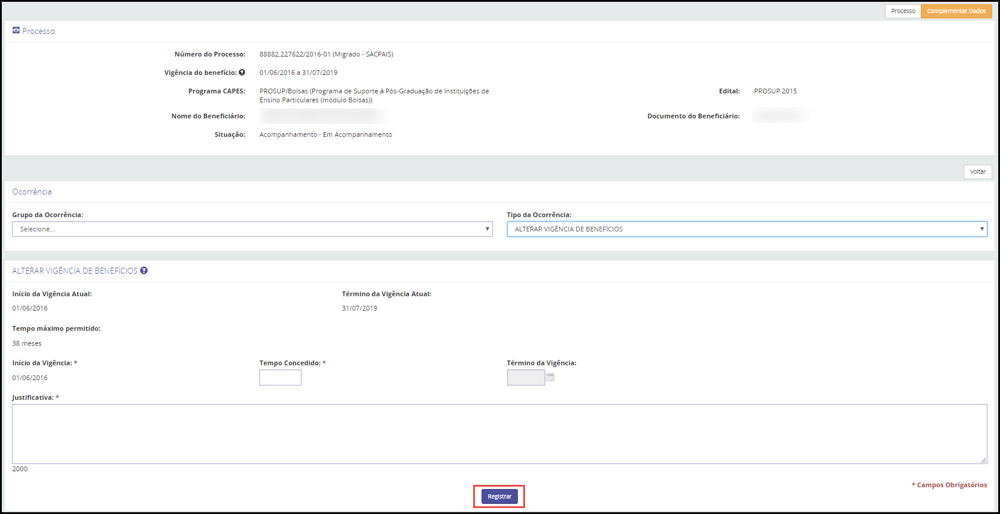 Processo Complementar Dados
Processo
Número do Processo: 88882.227622/2016-01 (Migrado - SACPAIS)
Vigência do benefício: 01/06/2016 a 31/07/2019
Programa CAPES: PROSUP/Bolsas (Programa de Suporte à Pós-Graduação de Instituições de Edital: PROSUP 2015
Ensino Particulares (módulo Bolsas))
Nome do Beneficiário: Documento do Beneficiário:
Situação: Acompanhamento - Em Acompanhamento
Voltar
Ocorrência
Grupo da Ocorrência: Tipo da Ocorrência:
Selecione... ALTERAR VIGÊNCIA DE BENEFÍCIOS
ALTERAR VIGÊNCIA DE BENEFÍCIOS
Início da Vigência Atual: Término da Vigência Atual:
01/06/2016 31/07/2019
Tempo máximo permitido:
38 meses
Início da Vigência: * Tempo Concedido: * Término da Vigência:
01/06/2016
Justificativa: *
2000
* Campos Obrigatórios
Registrar